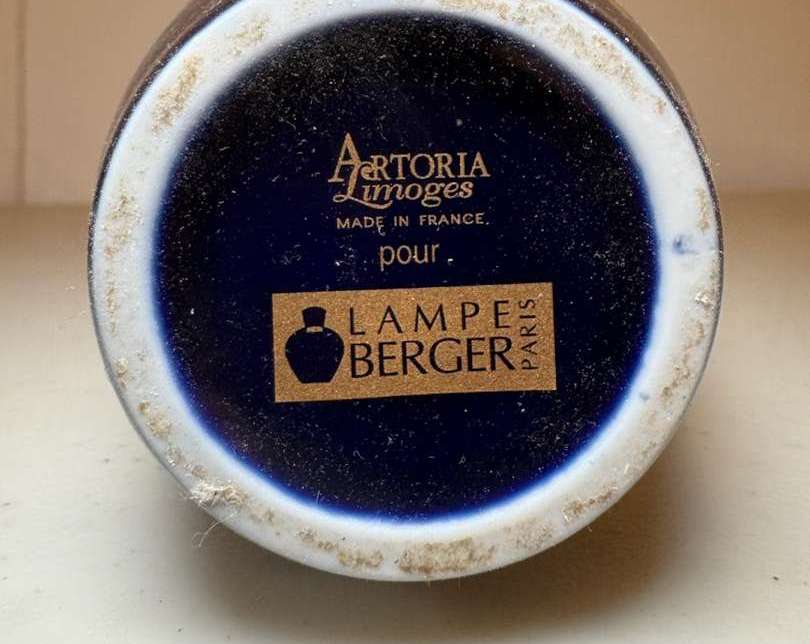 ARTORIA
Limoges
MADE IN FRANCE
pour
LAMPE
BERGER
PARIS